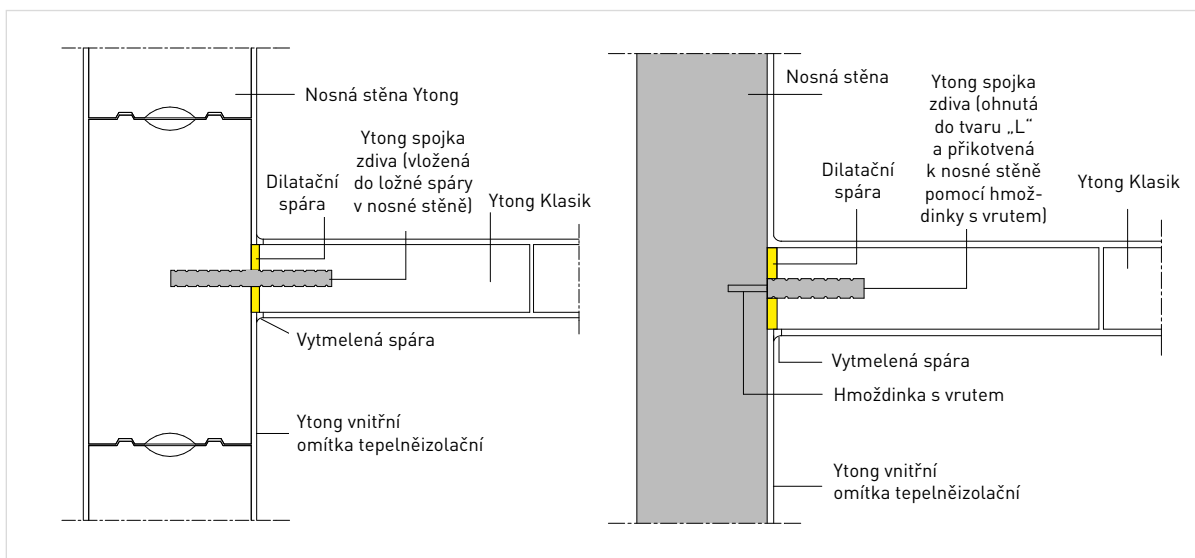 Nosná stěna Ytong
Ytong spojka
zdiva (vložená
do ložné spáry
v nosné stěně)
Dilatační
spára
Ytong Klasik
Vytmelená spára
Ytong vnitřní
omítka tepelněizolační
Nosná stěna
Ytong spojka
zdiva (ohnutá
do tvaru „L“
a přikotvená
k nosné stěně
pomocí hmož-
dinky s vrutem)
Dilatační
spára
Ytong Klasik
Vytmelená spára
Hmoždinka s vrutem
Ytong vnitřní
omítka tepelněizolační